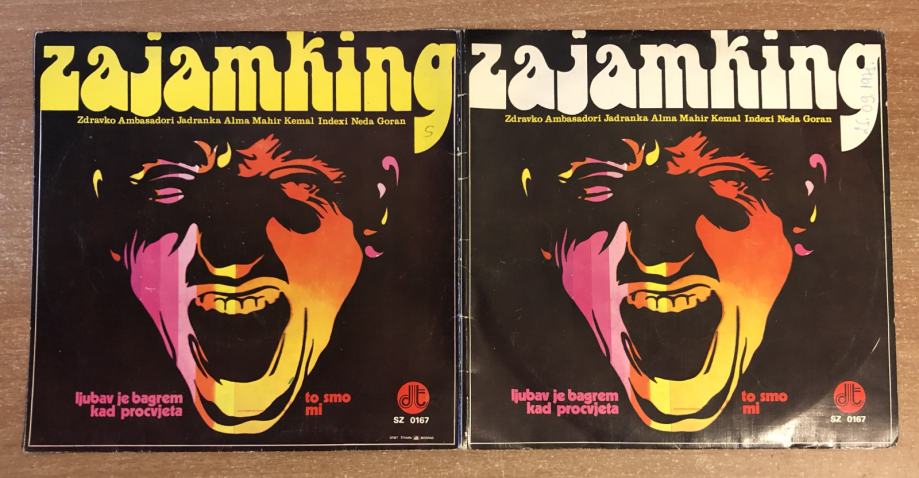 zajamking
Zdravko Ambasadori Jadranka Alma Mahir Kemal Indexi Neda Goran
S
ljubav je bagrem
kad procvjeta
to smo
mi
dt
SZ 0167
zajamking
Zdravko Ambasadori Jadranka Alma Mahir Kemal Indexi Neda Goran
ljubav je bagrem
kad procvjeta
to smo
mi
dt
SZ 0167